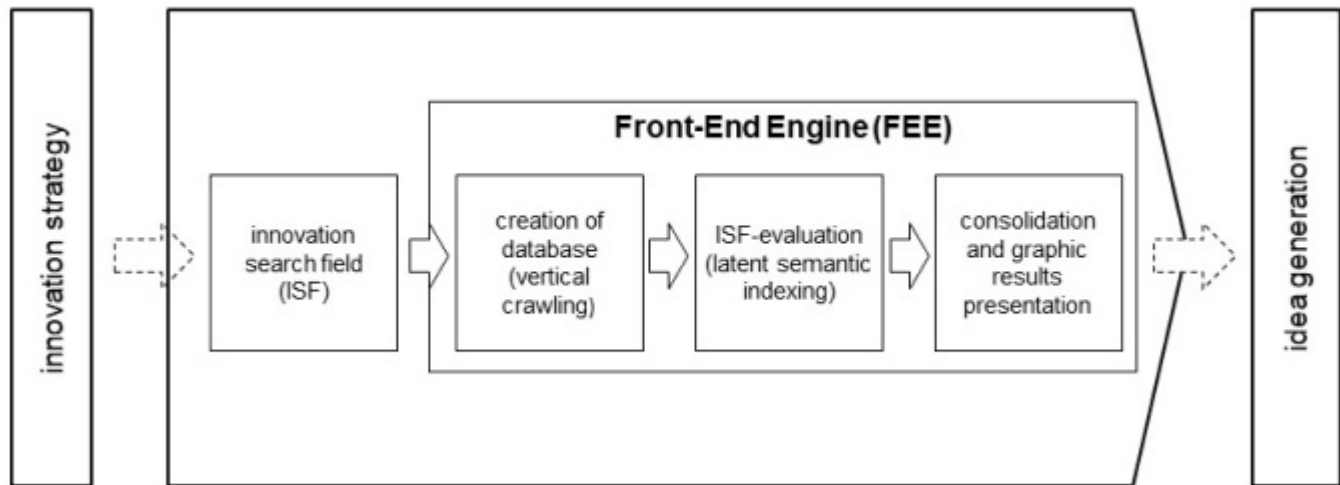 innovation strategy
Front-End Engine (FEE)
innovation
search field
(ISF)
creation of
database
(vertical
crawling)
ISF-evaluation
(latent semantic
indexing)
consolidation
and graphic
results
presentation
idea generation